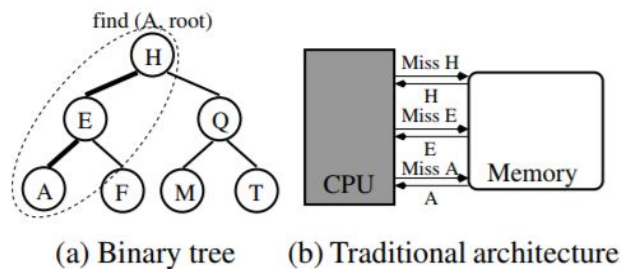 find (A, root)
H
E
Q
A
F
M
T
(a) Binary tree
Miss H
H
Miss E
E
Miss A
A
CPU
Memory
(b) Traditional architecture